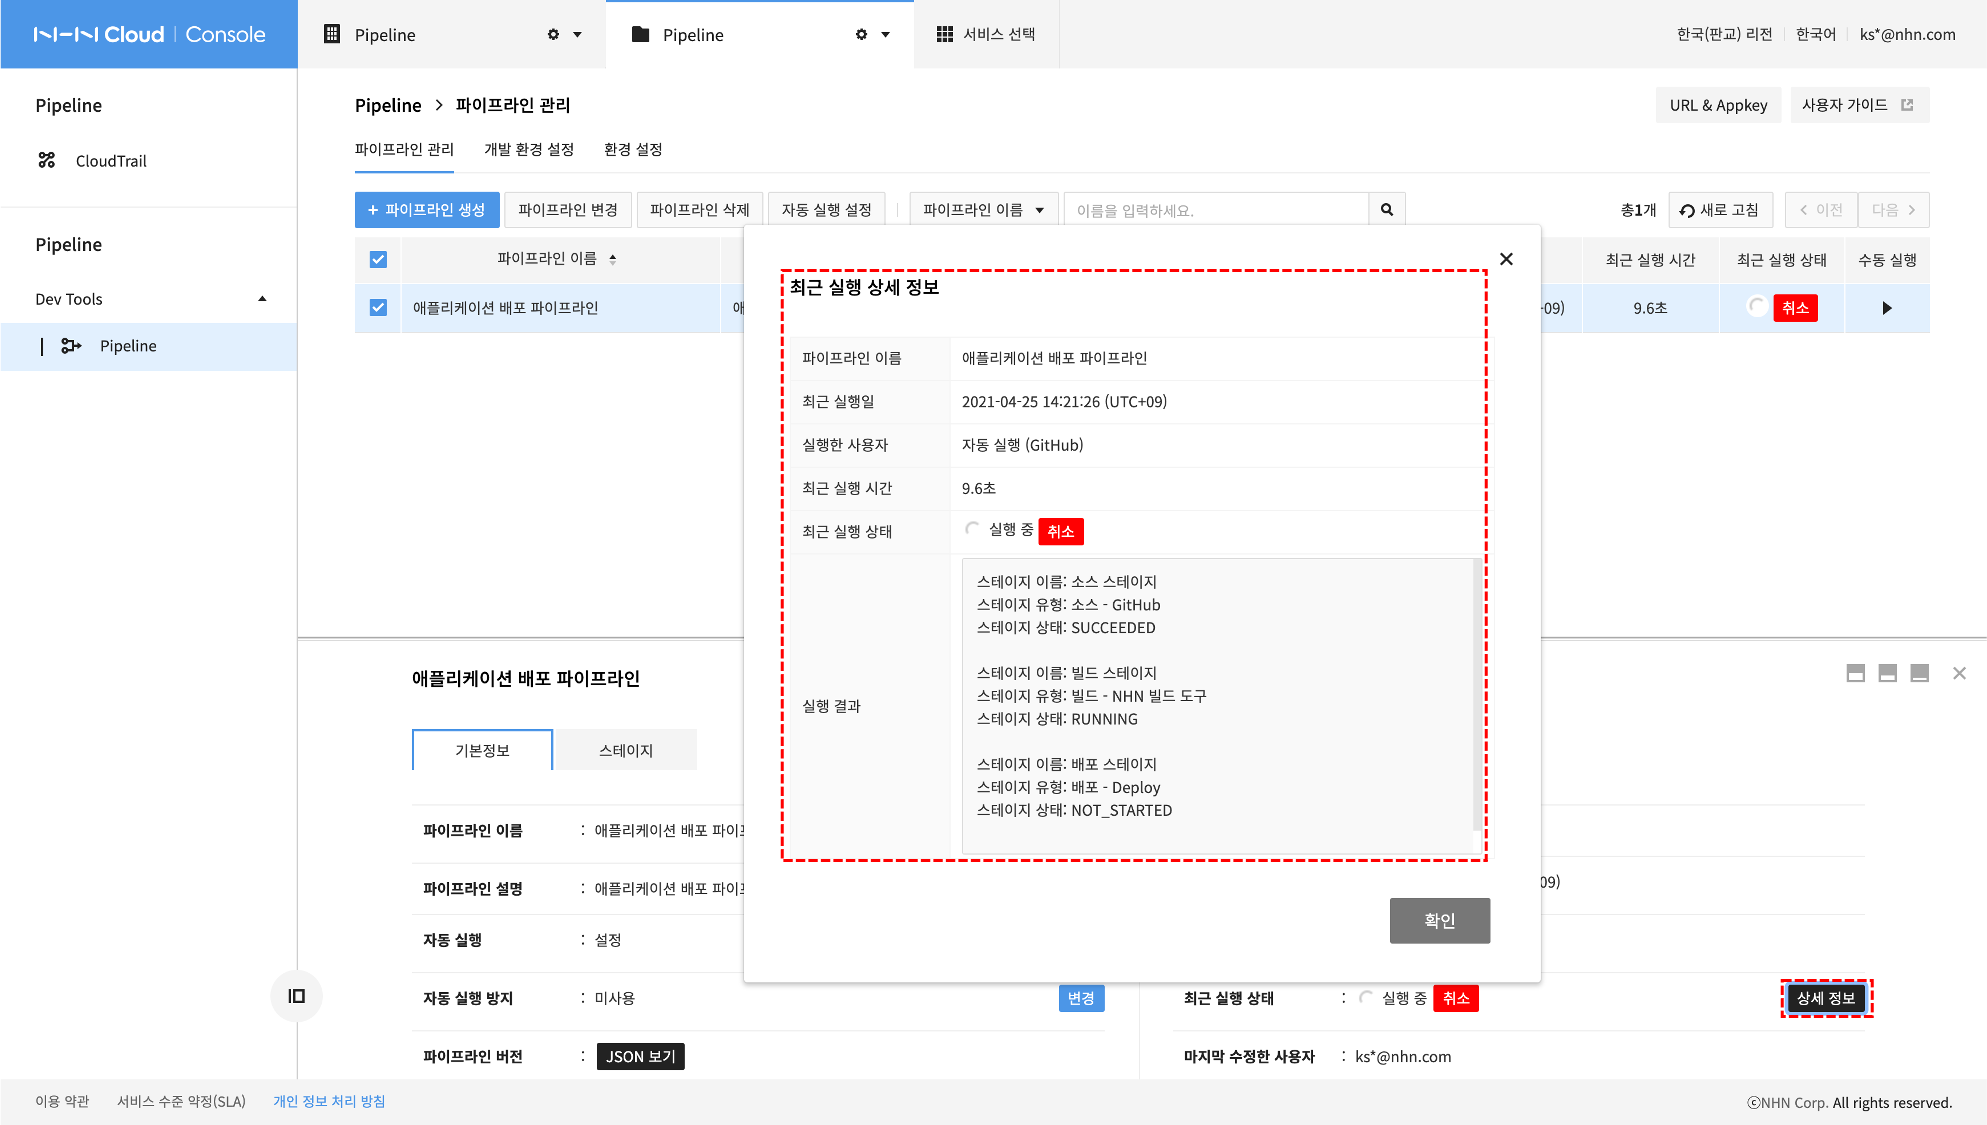 NHN Cloud | Console
Pipeline
Pipeline
서비스 선택
한국(판교) 리전
한국어
ks*@nhn.com
Pipeline
CloudTrail
Pipeline
Dev Tools
Pipeline
Pipeline > 파이프라인 관리
URL & Appkey
사용자 가이드
파이프라인 관리
개발 환경 설정
환경 설정
+ 파이프라인 생성
파이프라인 변경
파이프라인 삭제
자동 실행 설정
파이프라인 이름
이름을 입력하세요.
총1개
새로 고침
< 이전
다음 >
파이프라인 이름
최근 실행 시간
최근 실행 상태
수동 실행
애플리케이션 배포 파이프라인
애
-09)
9.6초
취소
최근 실행 상세 정보
파이프라인 이름
애플리케이션 배포 파이프라인
최근 실행일
2021-04-25 14:21:26 (UTC+09)
실행한 사용자
자동 실행 (GitHub)
최근 실행 시간
9.6초
최근 실행 상태
실행 중 취소
실행 결과
스테이지 이름: 소스 스테이지
스테이지 유형: 소스 - GitHub
스테이지 상태: SUCCEEDED
스테이지 이름: 빌드 스테이지
스테이지 유형: 빌드 - NHN 빌드 도구
스테이지 상태: RUNNING
스테이지 이름: 배포 스테이지
스테이지 유형: 배포 - Deploy
스테이지 상태: NOT_STARTED
확인
애플리케이션 배포 파이프라인
기본정보
스테이지
파이프라인 이름 : 애플리케이션 배포 파이프
파이프라인 설명 : 애플리케이션 배포 파이프
09)
자동 실행 : 설정
자동 실행 방지 : 미사용
변경
최근 실행 상태 : 실행 중 취소
상세 정보
파이프라인 버전 : JSON 보기
마지막 수정한 사용자 : ks*@nhn.com
이용 약관
서비스 수준 약정(SLA)
개인 정보 처리 방침
ⓒNHN Corp. All rights reserved.